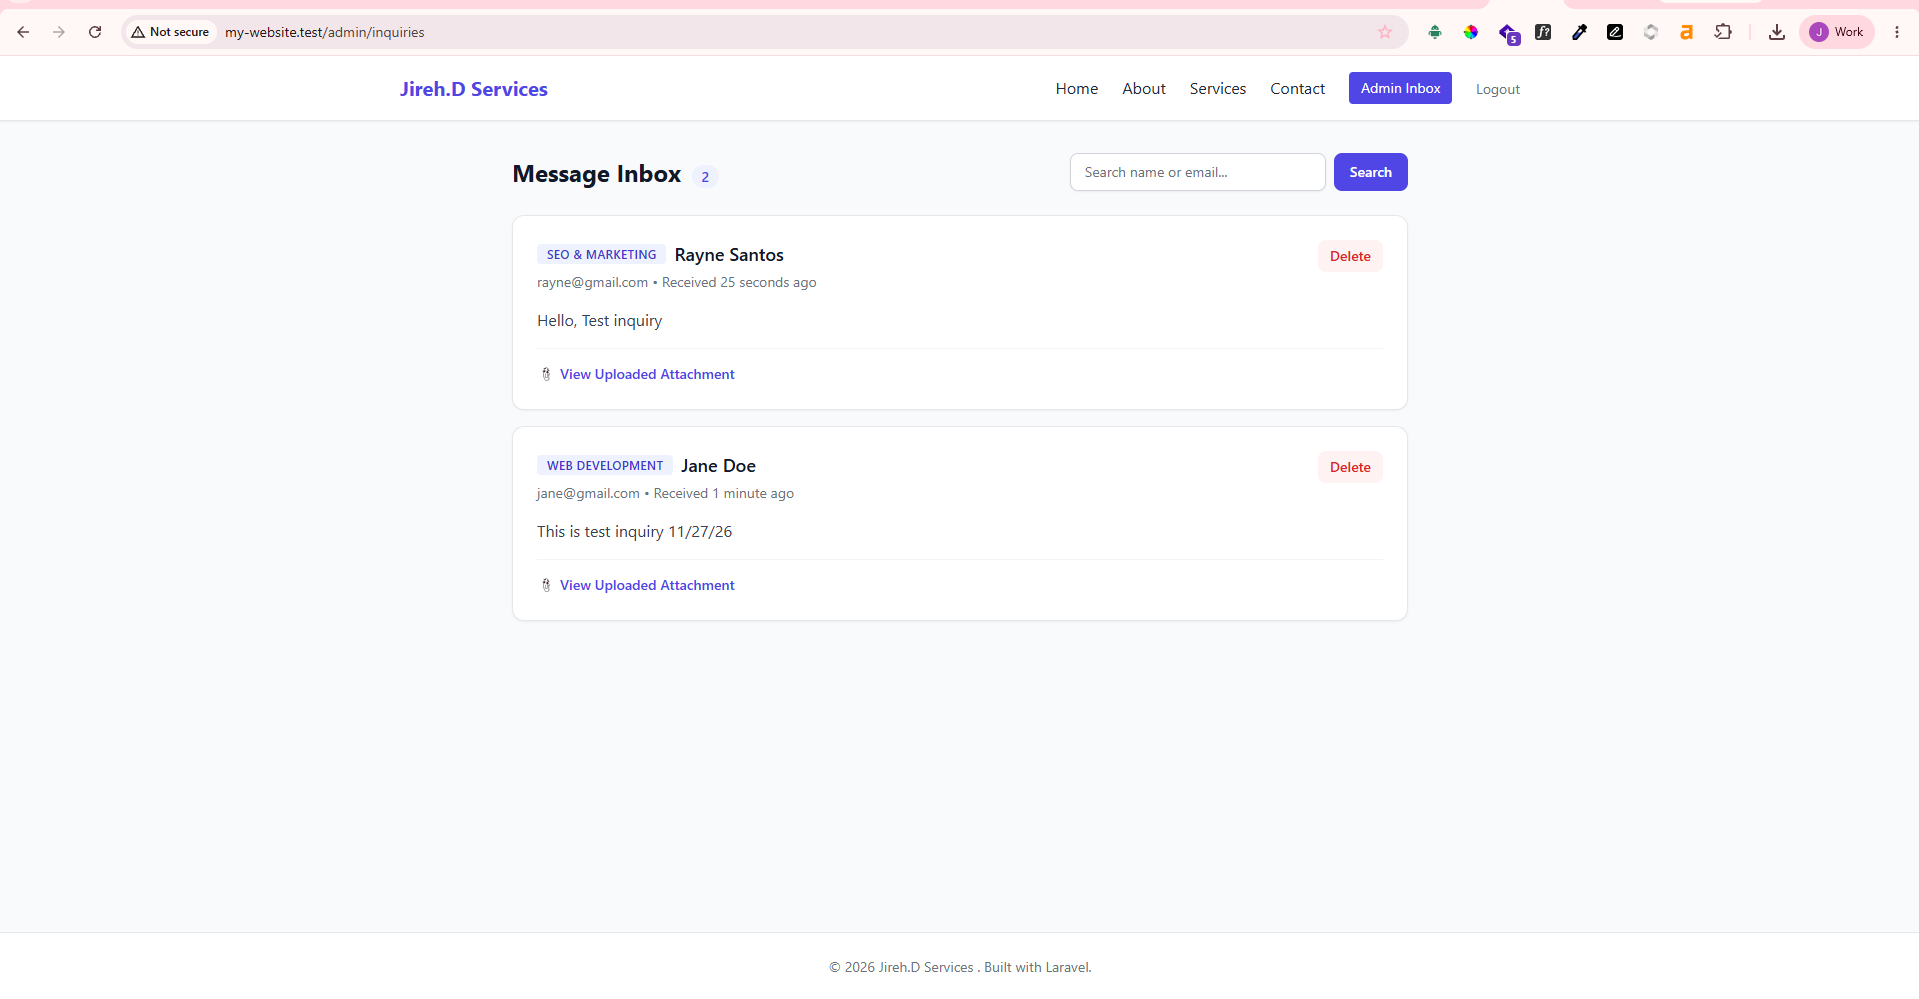 Not secure my-website.test/admin/inquiries
5
f?
a
J Work
Jireh.D Services
Home About Services Contact Admin Inbox Logout
Message Inbox 2
Search name or email... Search
SEO & MARKETING Rayne Santos
Delete
rayne@gmail.com • Received 25 seconds ago
Hello, Test inquiry
View Uploaded Attachment
WEB DEVELOPMENT Jane Doe
Delete
jane@gmail.com • Received 1 minute ago
This is test inquiry 11/27/26
View Uploaded Attachment
© 2026 Jireh.D Services . Built with Laravel.